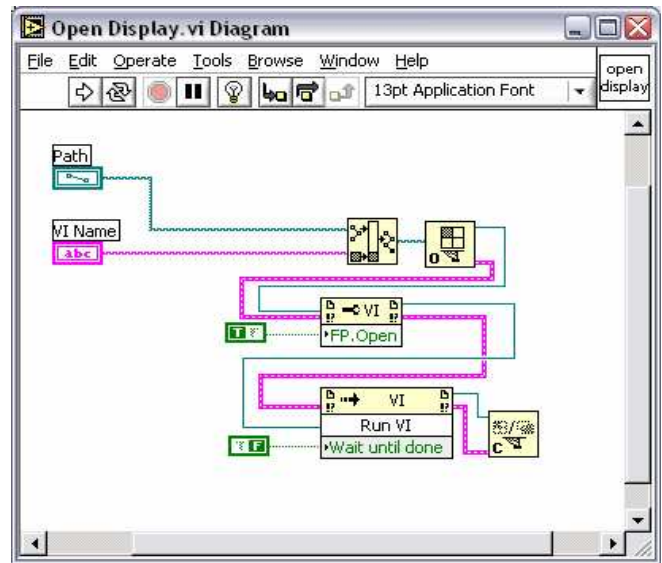 Open Display.vi Diagram
File Edit Operate Tools Browse Window Help
open
display
13pt Application Font
Path
VI Name
abc
O
VI
T
FP.Open
VI
Run VI
F
Wait until done
C